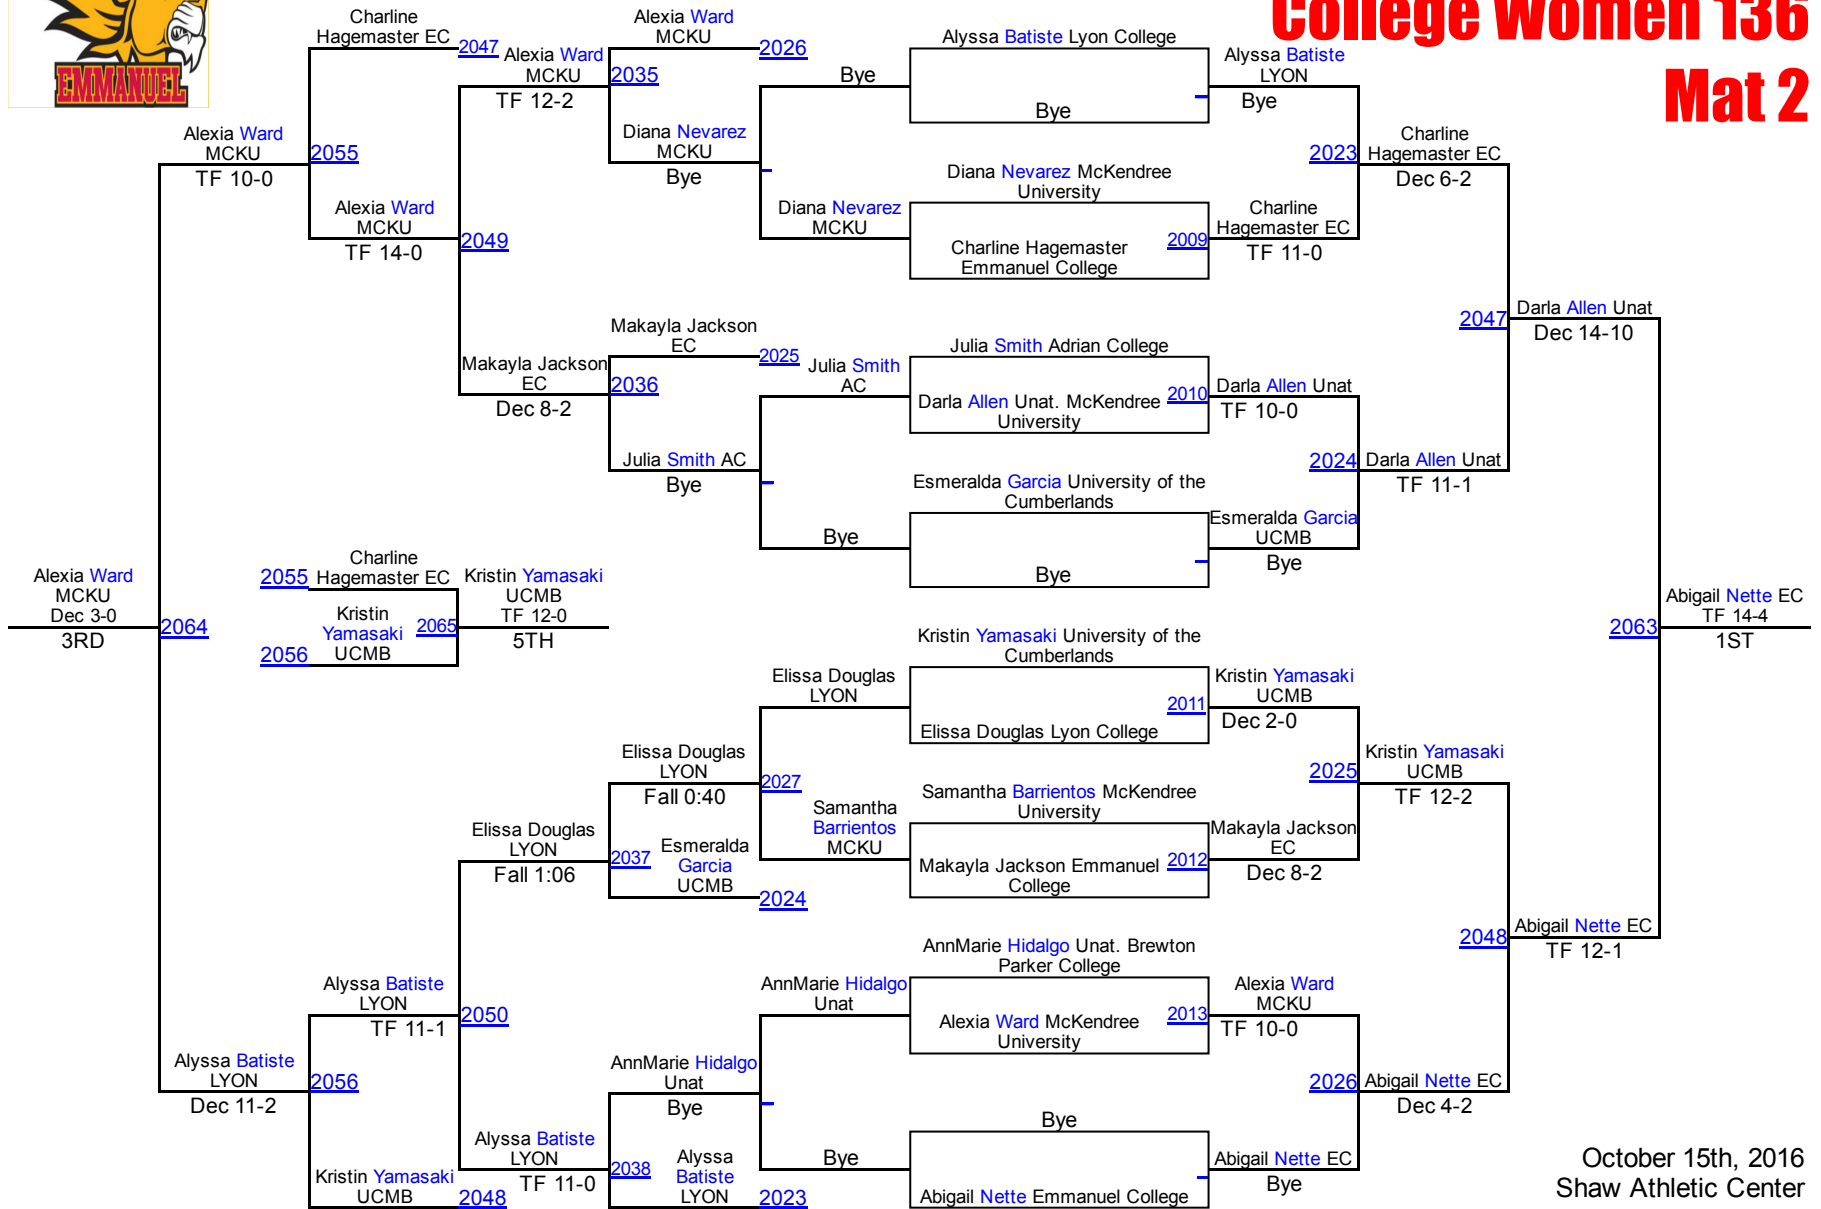 College Women 136
Mat 2
EMMANUEL
Charline
Hagemaster EC
2047
Alexia Ward
MCKU
TF 12-2
Alexia Ward
MCKU
2026
2035
Diana Nevarez
MCKU
Bye
Bye
Diana Nevarez
MCKU
Alyssa Batiste Lyon College
Bye
Alyssa Batiste
LYON
Bye
Diana Nevarez McKendree
University
Charline Hagemaster
Emmanuel College
2009
Charline
Hagemaster EC
TF 11-0
2023
Charline
Hagemaster EC
Dec 6-2
Alexia Ward
MCKU
TF 10-0
2055
Alexia Ward
MCKU
TF 14-0
2049
Makayla Jackson
EC
2025
Makayla Jackson
EC
Dec 8-2
2036
Julia Smith
AC
Julia Smith AC
Bye
Bye
Julia Smith Adrian College
Darla Allen Unat. McKendree
University
2010
Darla Allen Unat
TF 10-0
Esmeralda Garcia University of the
Cumberlands
Bye
Esmeralda Garcia
UCMB
Bye
2024
Darla Allen Unat
TF 11-1
2047
Darla Allen Unat
Dec 14-10
Alexia Ward
MCKU
Dec 3-0
3RD
2064
2055
Charline
Hagemaster EC
Kristin
Yamasaki
UCMB
2056
2065
Kristin Yamasaki
UCMB
TF 12-0
5TH
2063
Abigail Nette EC
TF 14-4
1ST
Elissa Douglas
LYON
Kristin Yamasaki University of the
Cumberlands
Elissa Douglas Lyon College
2011
Kristin Yamasaki
UCMB
Dec 2-0
Elissa Douglas
LYON
Fall 0:40
2027
Samantha
Barrientos
MCKU
Samantha Barrientos McKendree
University
Makayla Jackson Emmanuel
College
2012
Makayla Jackson
EC
Dec 8-2
2025
Kristin Yamasaki
UCMB
TF 12-2
Elissa Douglas
LYON
Fall 1:06
2037
Esmeralda
Garcia
UCMB
2024
2048
Abigail Nette EC
TF 12-1
Alyssa Batiste
LYON
TF 11-1
2050
AnnMarie Hidalgo
Unat
AnnMarie Hidalgo Unat. Brewton
Parker College
Alexia Ward McKendree
University
2013
Alexia Ward
MCKU
TF 10-0
Alyssa Batiste
LYON
Dec 11-2
2056
AnnMarie Hidalgo
Unat
Bye
Bye
Bye
Abigail Nette Emmanuel College
Abigail Nette EC
Bye
2026
Abigail Nette EC
Dec 4-2
Alyssa Batiste
LYON
TF 11-0
2038
Alyssa
Batiste
LYON
2023
Kristin Yamasaki
UCMB
2048
October 15th, 2016
Shaw Athletic Center